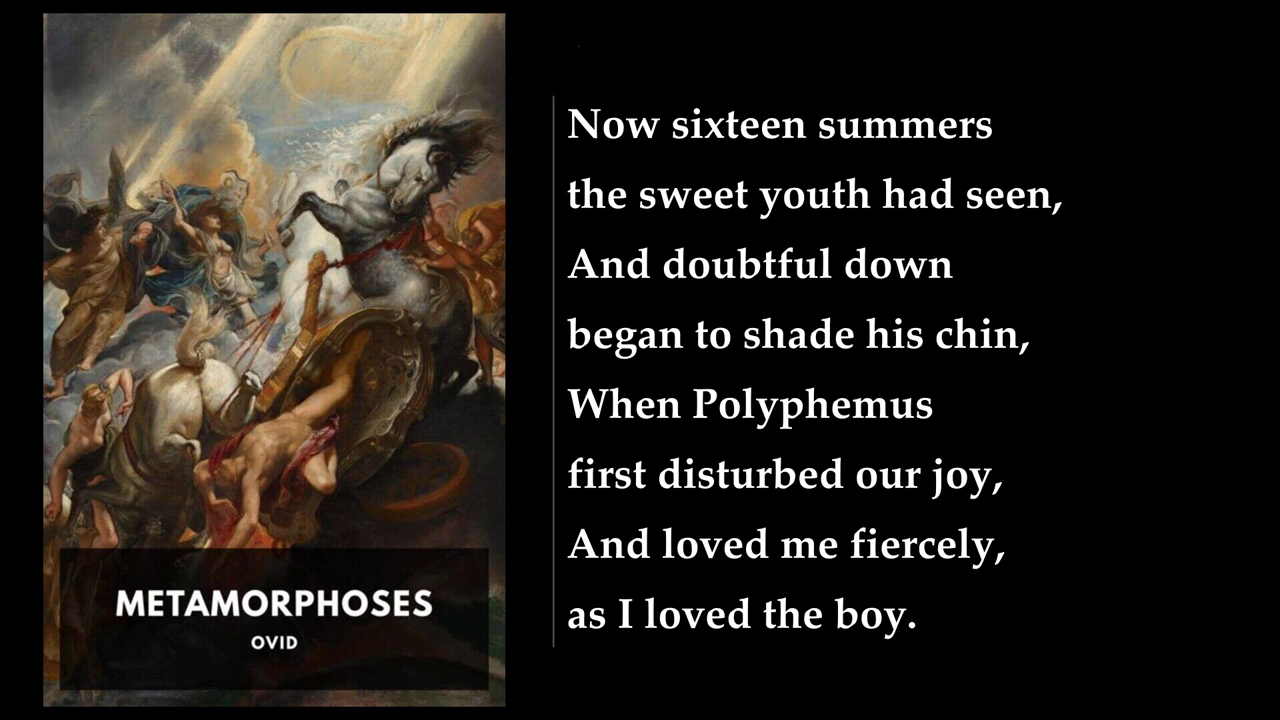 METAMORPHOSES
OVID
Now sixteen summers
the sweet youth had seen,
And doubtful down
began to shade his chin,
When Polyphemus
first disturbed our joy,
And loved me fiercely,
as I loved the boy.